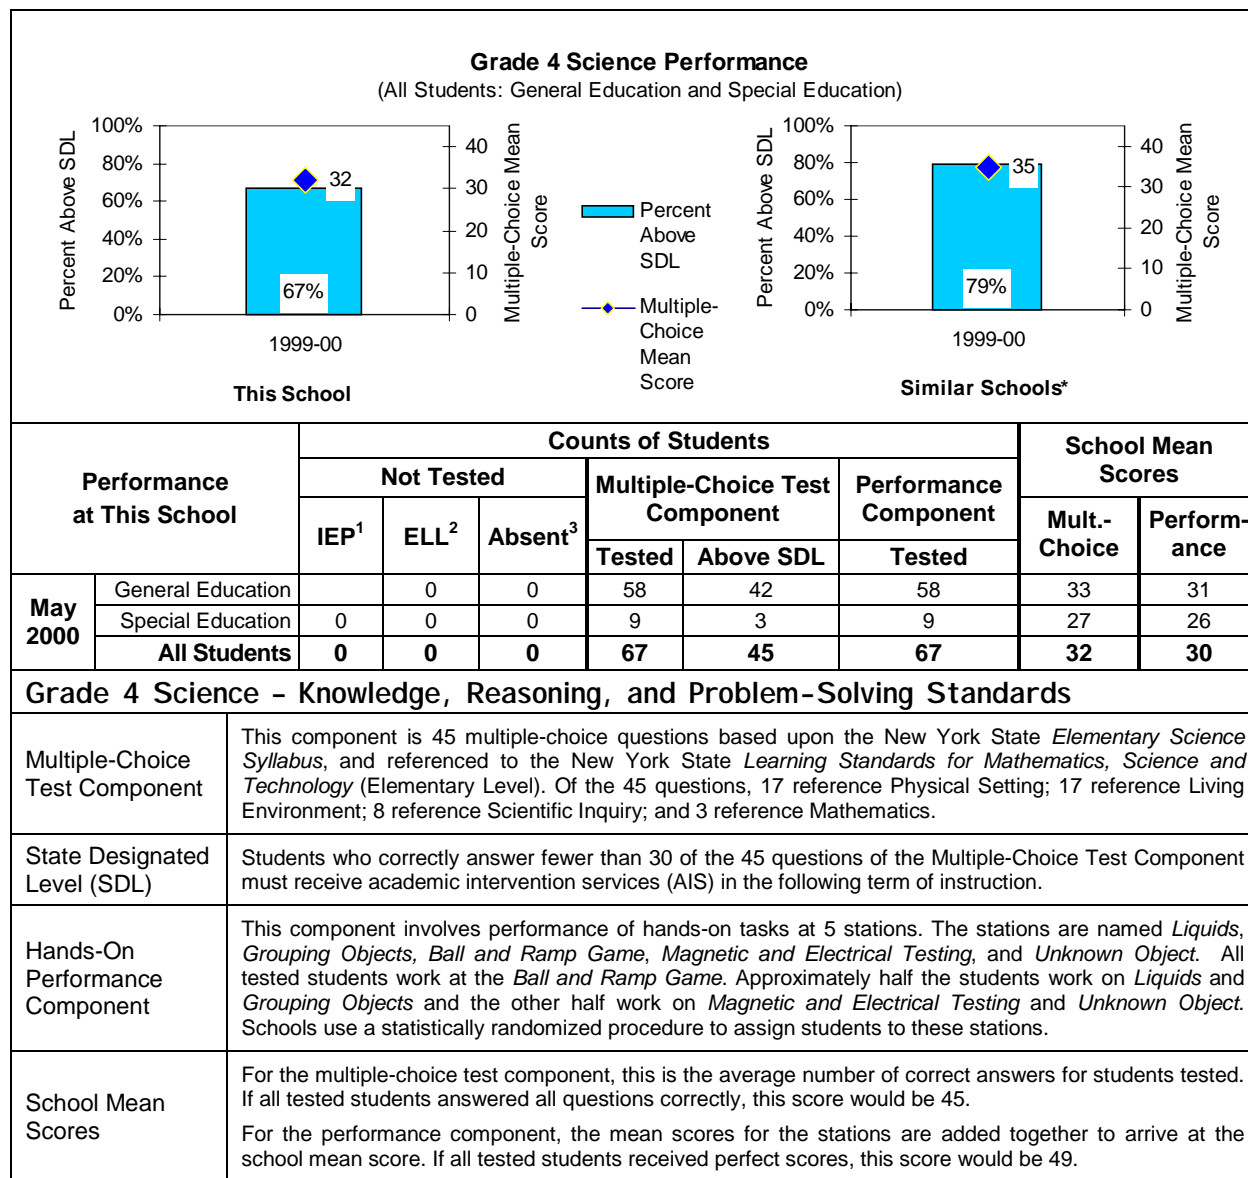 Grade 4 Science Performance
(All Students: General Education and Special Education)
Percent Above SDL
100%
80%
60%
40%
20%
0%
32
67%
40
30
20
10
0
Multiple-Choice Mean
Score
1999-00
This School
Percent
Above
SDL
Multiple-
Choice
Mean
Score
Percent Above SDL
100%
80%
60%
40%
20%
0%
35
79%
40
30
20
10
0
Multiple-Choice Mean
Score
1999-00
Similar Schools*
Performance
at This School
Counts of Students
School Mean
Scores
Not Tested
Multiple-Choice Test
Component
Performance
Component
IEP1 ELL2 Absent3
Mult.-
Choice
Perform-
ance
Tested Above SDL Tested
May
2000
General Education 0 0 58 42 58 33 31
Special Education 0 0 0 9 3 9 27 26
All Students 0 0 0 67 45 67 32 30
Grade 4 Science – Knowledge, Reasoning, and Problem-Solving Standards
Multiple-Choice
Test Component
This component is 45 multiple-choice questions based upon the New York State Elementary Science
Syllabus, and referenced to the New York State Learning Standards for Mathematics, Science and
Technology (Elementary Level). Of the 45 questions, 17 reference Physical Setting; 17 reference Living
Environment; 8 reference Scientific Inquiry; and 3 reference Mathematics.
State Designated
Level (SDL)
Students who correctly answer fewer than 30 of the 45 questions of the Multiple-Choice Test Component
must receive academic intervention services (AIS) in the following term of instruction.
Hands-On
Performance
Component
This component involves performance of hands-on tasks at 5 stations. The stations are named Liquids,
Grouping Objects, Ball and Ramp Game, Magnetic and Electrical Testing, and Unknown Object. All
tested students work at the Ball and Ramp Game. Approximately half the students work on Liquids and
Grouping Objects and the other half work on Magnetic and Electrical Testing and Unknown Object.
Schools use a statistically randomized procedure to assign students to these stations.
School Mean
Scores
For the multiple-choice test component, this is the average number of correct answers for students tested.
If all tested students answered all questions correctly, this score would be 45.
For the performance component, the mean scores for the stations are added together to arrive at the
school mean score. If all tested students received perfect scores, this score would be 49.